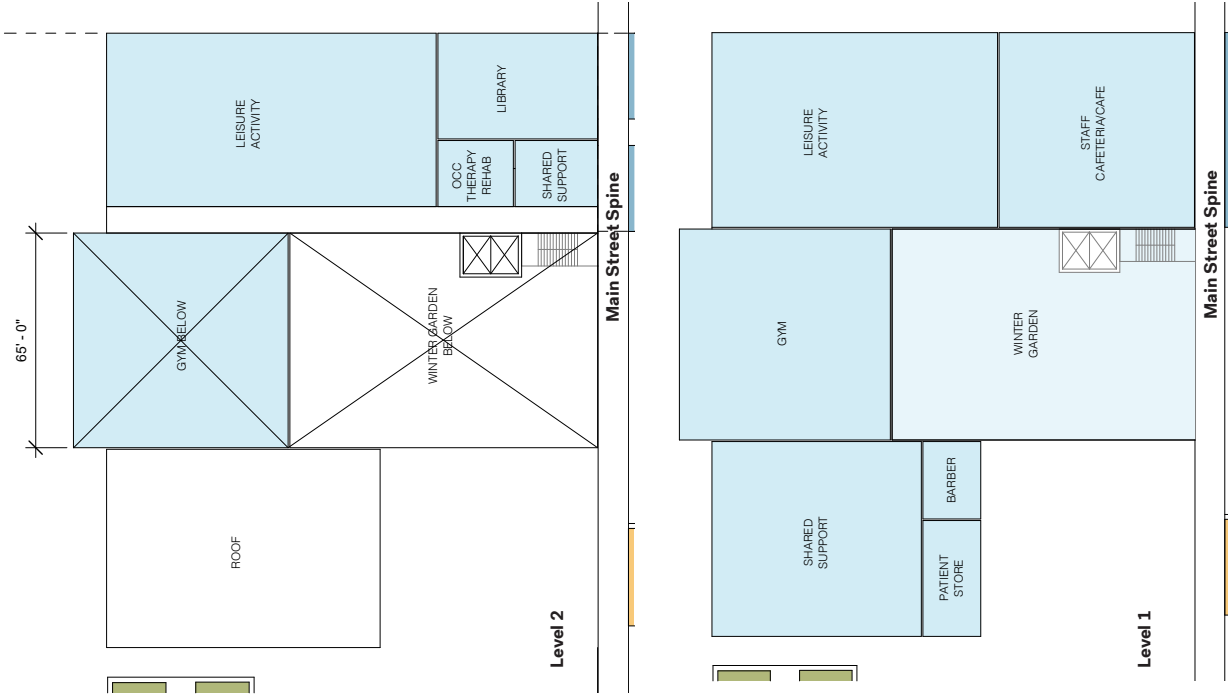 LEISURE
ACTIVITY
LIBRARY
OCC
THERAPY
REHAB
SHARED
SUPPORT
65' - 0"
GYM BELOW
WINTER GARDEN
BELOW
ROOF
Main Street Spine
Level 2
LEISURE
ACTIVITY
STAFF
CAFETERIA/CAFE
GYM
WINTER
GARDEN
SHARED
SUPPORT
BARBER
PATIENT
STORE
Main Street Spine
Level 1